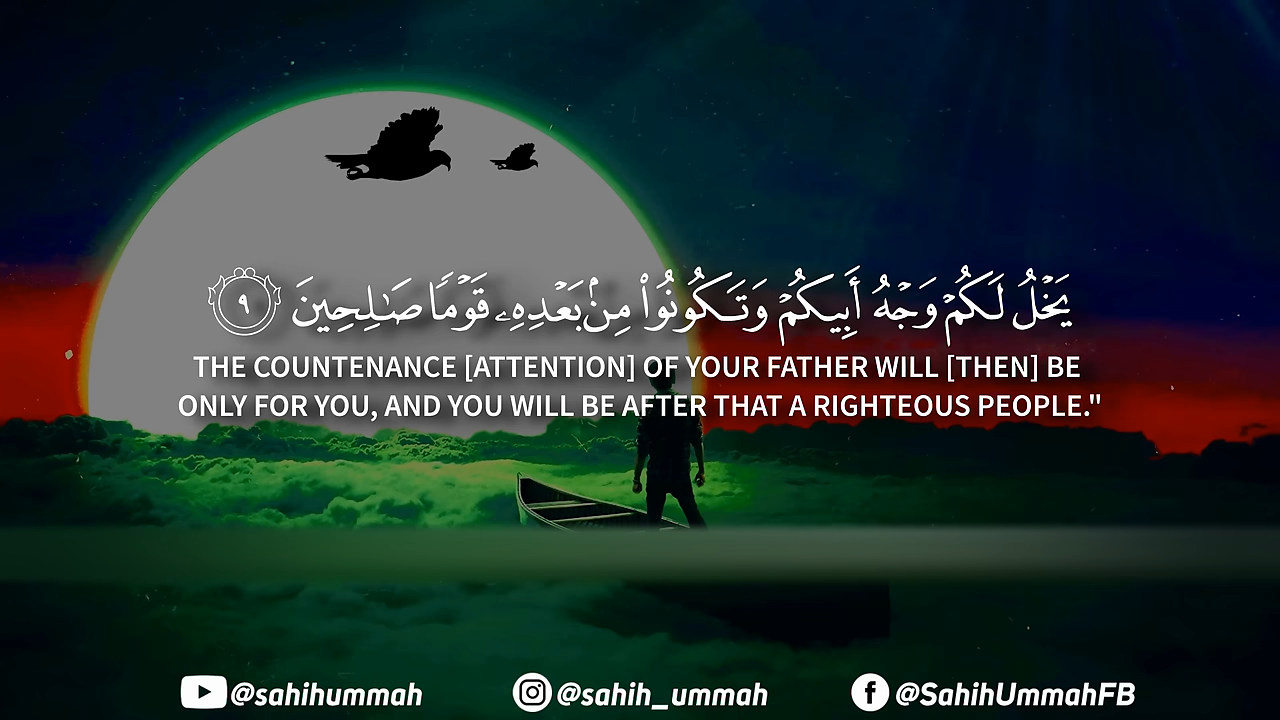 يَخۡلُ لَكُمۡ وَجۡهُ أَبِيكُمۡ وَتَكُونُواْ مِنۢ بَعۡدِهِۦ قَوۡمٗا صَٰلِحِينَ ٩
THE COUNTENANCE [ATTENTION] OF YOUR FATHER WILL [THEN] BE
ONLY FOR YOU, AND YOU WILL BE AFTER THAT A RIGHTEOUS PEOPLE."
@sahihummah @sahih_ummah @SahihUmmahFB